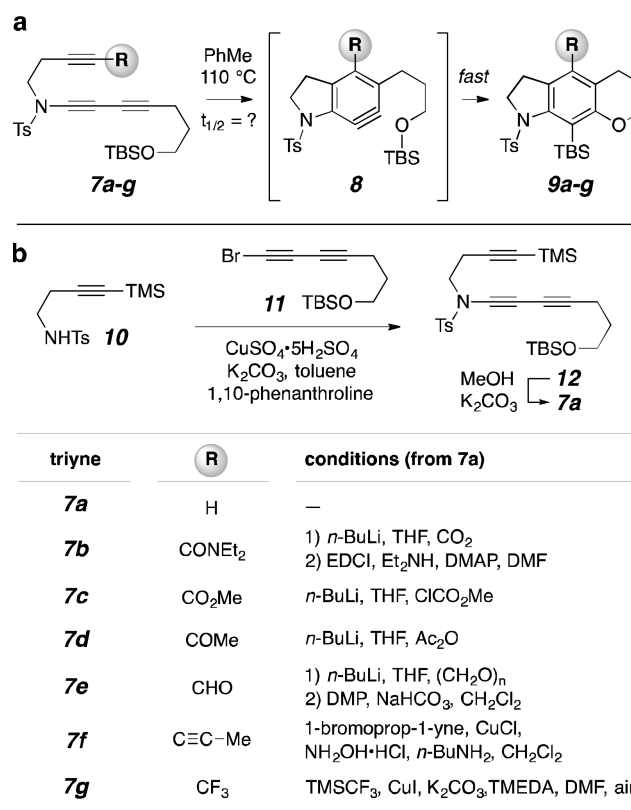 a
R
N
Ts
TBSO
7a-g
PhMe
110 °C
t1/2 = ?
R
N
Ts
O
TBS
8
fast
R
N
Ts
TBS
O
9a-g
b
TMS
NHTs 10
Br
11 TBSO
CuSO4•5H2SO4
K2CO3, toluene
1,10-phenanthroline
TMS
N
Ts
TBSO
MeOH 12
K2CO3 7a
triyne R conditions (from 7a)
7a H —
7b CONEt2 1) n-BuLi, THF, CO2
2) EDCI, Et2NH, DMAP, DMF
7c CO2Me n-BuLi, THF, ClCO2Me
7d COMe n-BuLi, THF, Ac2O
7e CHO 1) n-BuLi, THF, (CH2O)n
2) DMP, NaHCO3, CH2Cl2
7f C≡C–Me 1-bromoprop-1-yne, CuCl,
NH2OH•HCl, n-BuNH2, CH2Cl2
7g CF3 TMSCF3, CuI, K2CO3,TMEDA, DMF, air